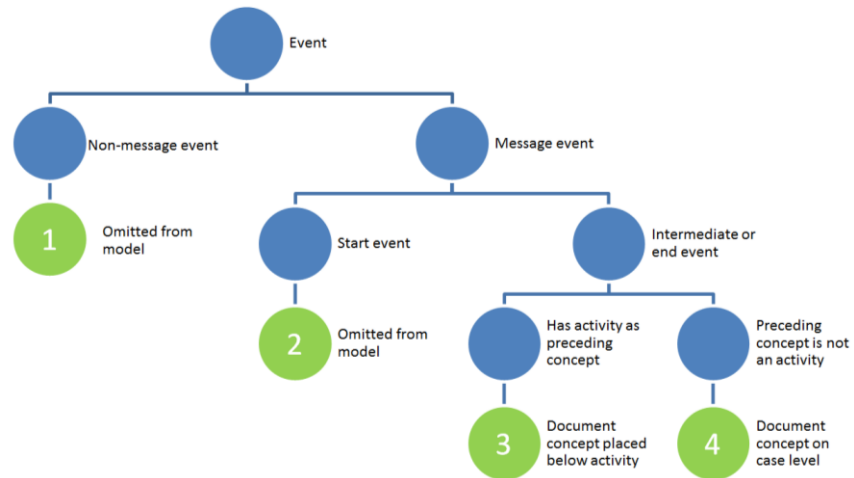 Event
Non-message event
Message event
1
Omitted from
model
Start event
Intermediate or
end event
2
Omitted from
model
Has activity as
preceding
concept
Preceding
concept is not
an activity
3
Document
concept placed
below activity
4
Document
concept on
case level